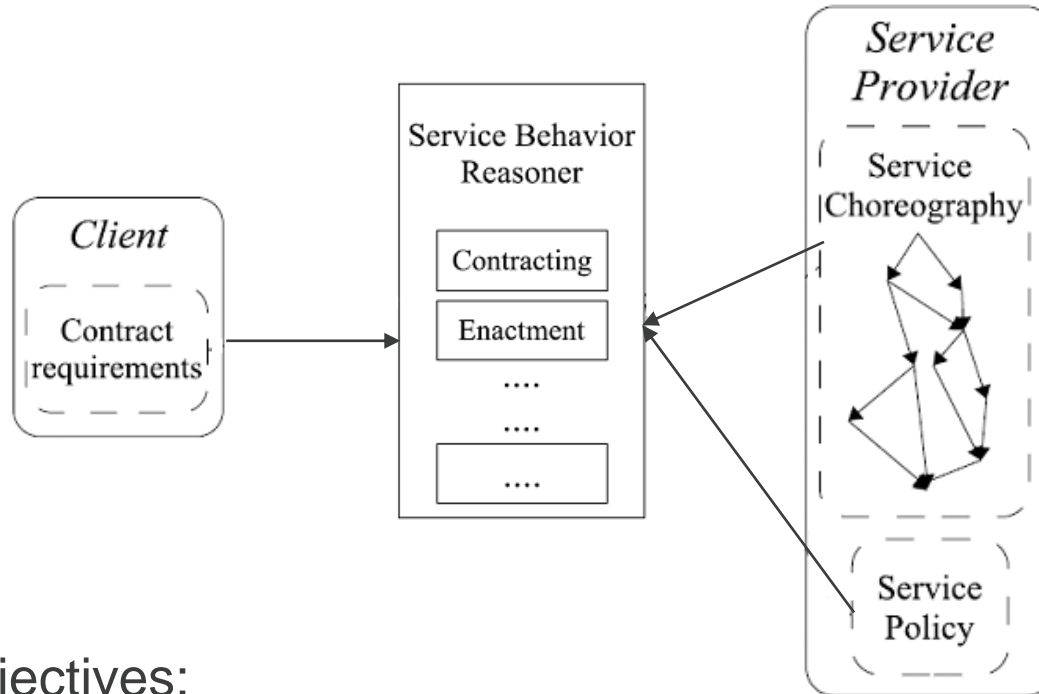 Client
Contract
requirements
Service Behavior
Reasoner
Contracting
Enactment
....
....
....
Service
Provider
Service
Choreography
Service
Policy
jectives: